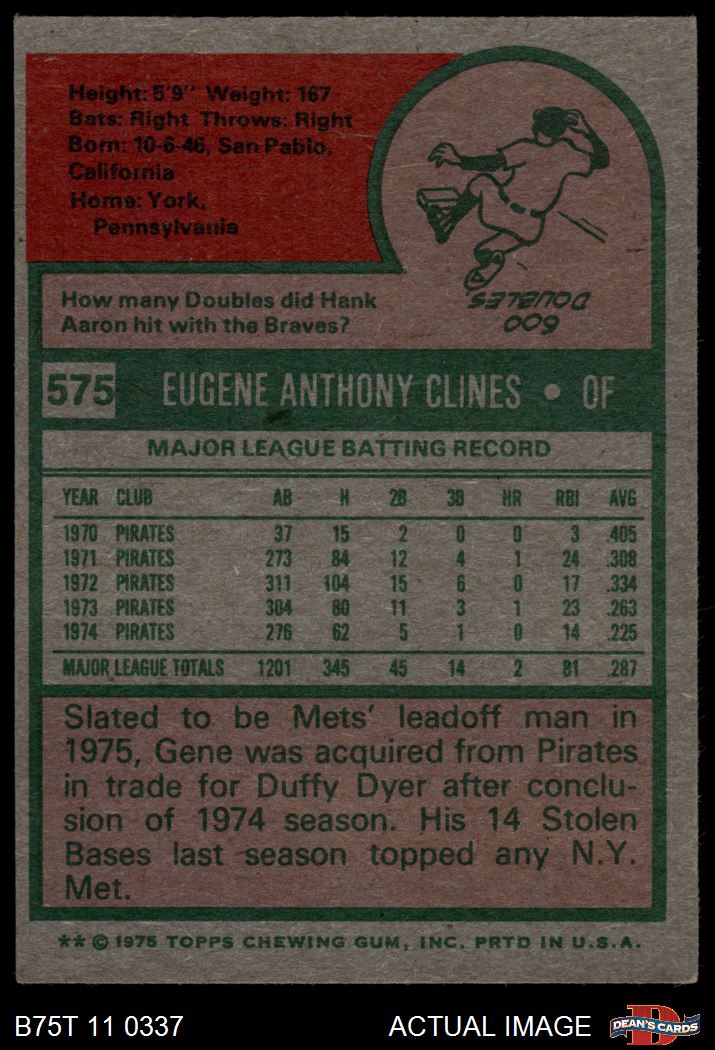 Height: 5'9" Weight: 167
Bats: Right Throws: Right
Born: 10-6-46, San Pablo,
California
Home: York,
Pennsylvania
How many Doubles did Hank
Aaron hit with the Braves?
600
DOUBLES.
575 EUGENE ANTHONY CLINES • OF
MAJOR LEAGUE BATTING RECORD
YEAR CLUB AB H 2B 3B HR RBI AVG
1970 PIRATES 37 15 2 0 0 3 .405
1971 PIRATES 273 84 12 4 1 24 .308
1972 PIRATES 311 104 15 6 0 17 .334
1973 PIRATES 304 80 11 3 1 23 .263
1974 PIRATES 276 62 5 1 0 14 .225
MAJOR LEAGUE TOTALS 1201 345 45 14 2 81 .287
Slated to be Mets' leadoff man in
1975, Gene was acquired from Pirates
in trade for Duffy Dyer after conclu-
sion of 1974 season. His 14 Stolen
Bases last season topped any N.Y.
Met.
** © 1975 TOPPS CHEWING GUM, INC. PRTD IN U.S.A.
B75T 11 0337 ACTUAL IMAGE D DEAN'S CARDS